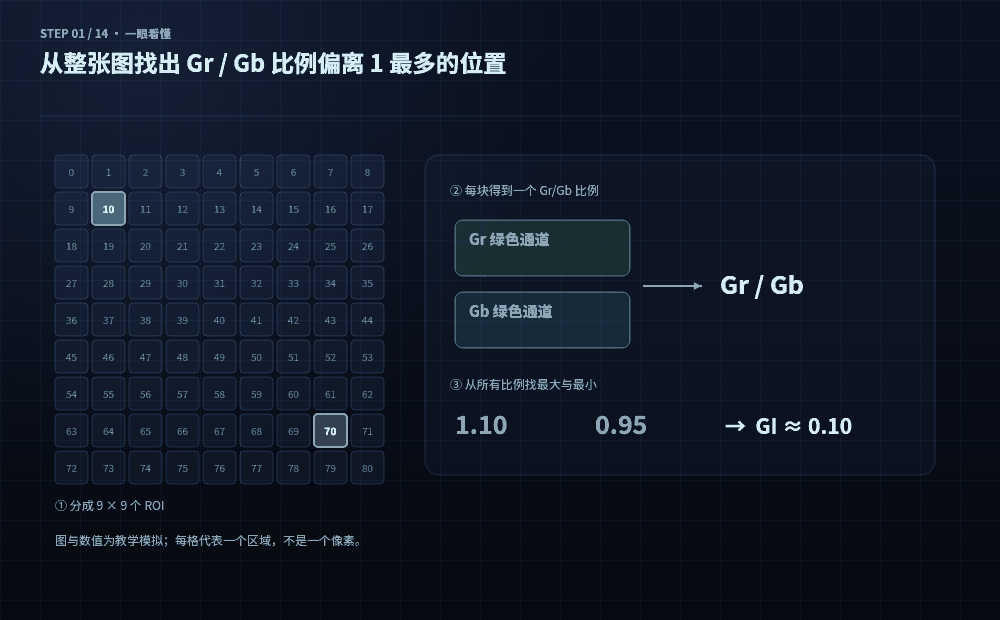 STEP 01 / 14 · 一眼看懂
从整张图找出 Gr / Gb 比例偏离 1 最多的位置
0 1 2 3 4 5 6 7 8
9 10 11 12 13 14 15 16 17
18 19 20 21 22 23 24 25 26
27 28 29 30 31 32 33 34 35
36 37 38 39 40 41 42 43 44
45 46 47 48 49 50 51 52 53
54 55 56 57 58 59 60 61 62
63 64 65 66 67 68 69 70 71
72 73 74 75 76 77 78 79 80
① 分成 9 × 9 个 ROI
图与数值为教学模拟；每格代表一个区域，不是一个像素。
② 每块得到一个 Gr/Gb 比例
Gr 绿色通道
Gb 绿色通道
Gr / Gb
③ 从所有比例找最大与最小
1.10 0.95 → GI ≈ 0.10